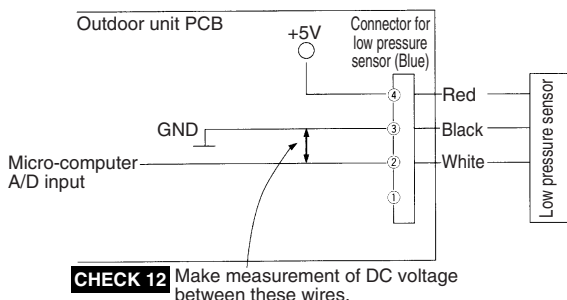 Outdoor unit PCB
+5V
Connector for
low pressure
sensor (Blue)
④
Red
GND
③
Black
Micro-computer
A/D input
②
White
①
Low pressure sensor
CHECK 12 Make measurement of DC voltage
between these wires.